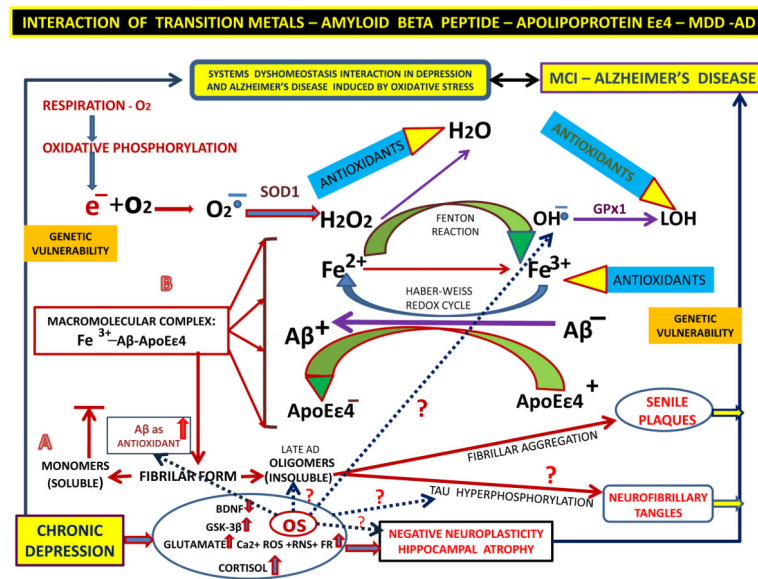 INTERACTION OF TRANSITION METALS – AMYLOID BETA PEPTIDE – APOLIPOPROTEIN Eε4 – MDD -AD
SYSTEMS DYSHOMEOSTASIS INTERACTION IN DEPRESSION
AND ALZHEIMER'S DISEASE INDUCED BY OXIDATIVE STRESS
MCI – ALZHEIMER'S DISEASE
RESPIRATION - O2
OXIDATIVE PHOSPHORYLATION
e– +O2
O2•–
SOD1
H2O2
ANTIOXIDANTS
H2O
ANTIOXIDANTS
OH•–
GPx1
LOH
GENETIC
VULNERABILITY
FENTON
REACTION
Fe2+
Fe3+
ANTIOXIDANTS
HABER-WEISS
REDOX CYCLE
B
MACROMOLECULAR COMPLEX:
Fe 3+–Aβ-ApoEε4
Aβ+
Aβ–
GENETIC
VULNERABILITY
ApoEε4–
ApoEε4+
?
A
Aβ as
ANTIOXIDANT
MONOMERS
(SOLUBLE)
FIBRILAR FORM
LATE AD
OLIGOMERS
(INSOLUBLE)
FIBRILLAR AGGREGATION
SENILE
PLAQUES
?
?
?
TAU HYPERPHOSPHORYLATION
NEUROFIBRILLARY
TANGLES
CHRONIC
DEPRESSION
BDNF
GSK-3β
OS
?
GLUTAMATE Ca2+ ROS +RNS+ FR
CORTISOL
NEGATIVE NEUROPLASTICITY
HIPPOCAMPAL ATROPHY